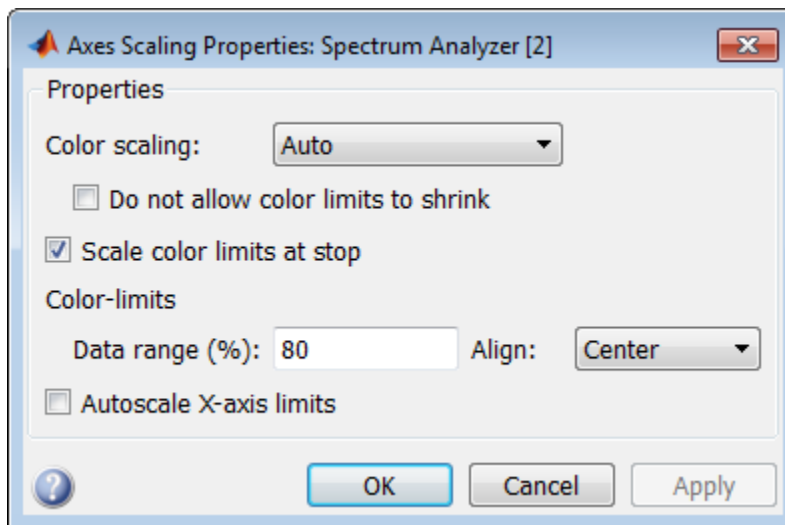 Axes Scaling Properties: Spectrum Analyzer [2]
Properties
Color scaling: Auto
Do not allow color limits to shrink
Scale color limits at stop
Color-limits
Data range (%): 80 Align: Center
Autoscale X-axis limits
? OK Cancel Apply